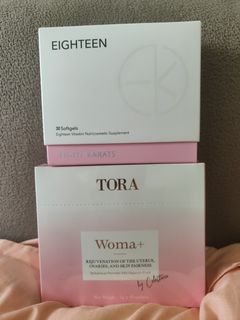 EIGHTEEN
30 Softgels
Eighteen Vitamin Nutricosmetic Supplement
EIGHT KARATS
TORA
Woma+
REJUVENATION OF THE UTERUS,
OVARIES, AND SKIN FAIRNESS
by